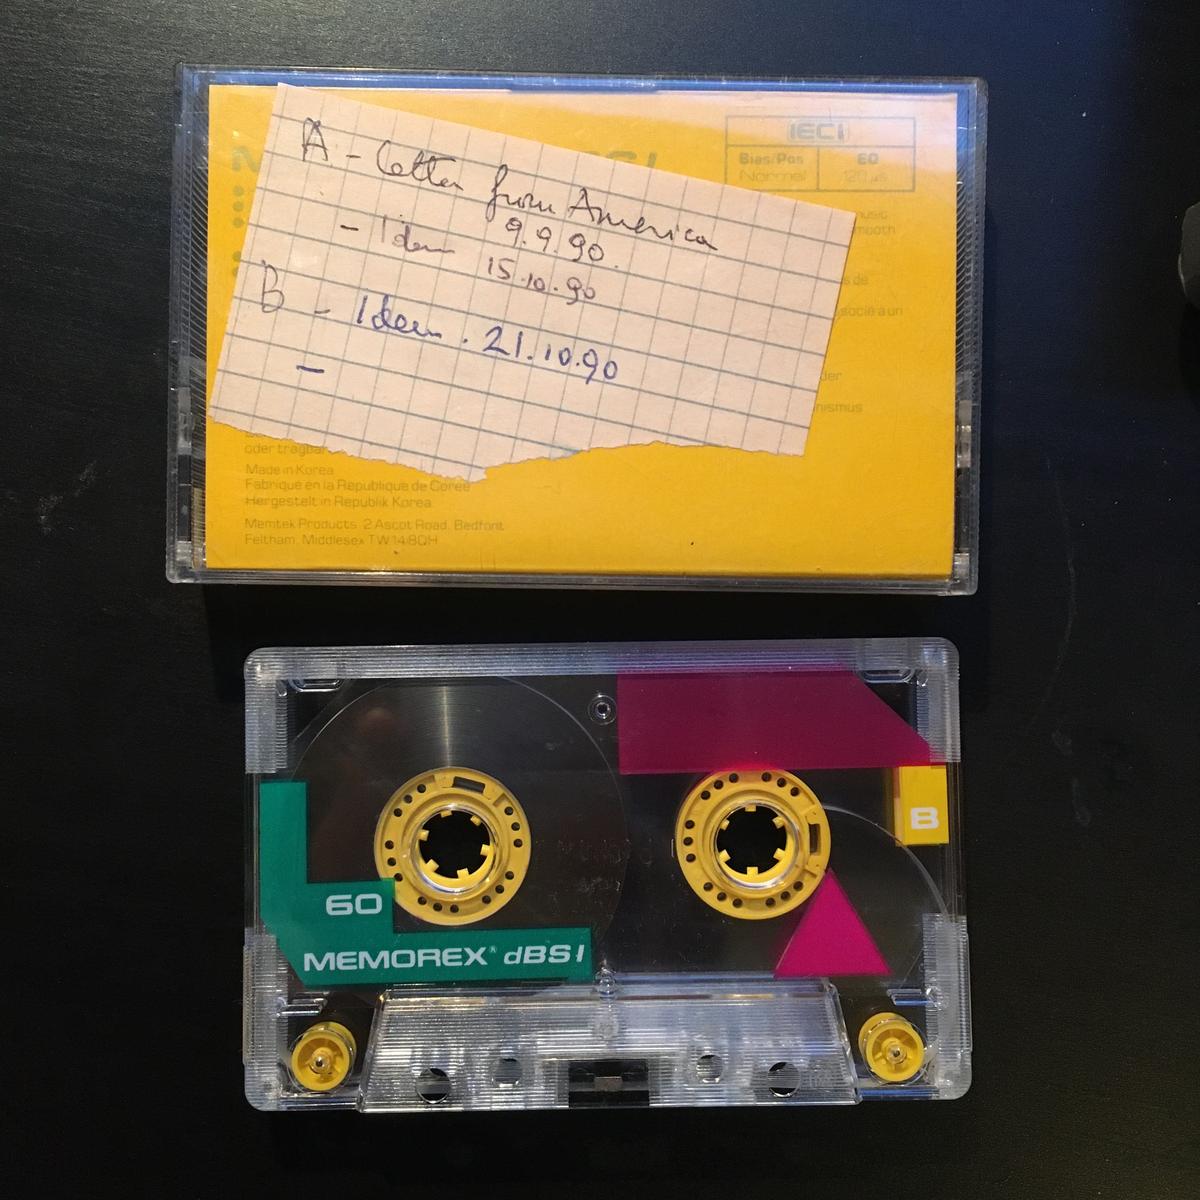 IECI
Bias/Pos
60
Normal
120 µs
A - Letter from America
9.9.90.
- Idem
15.10.90
B - Idem. 21.10.90
-
oder tragbar
Made in Korea
Fabrique en la Republique de Coree
Hergestelt in Republik Korea
Memtek Products. 2 Ascot Road, Bedfont
Feltham, Middlesex TW14 8QH
B
60
MEMOREX® dBS I